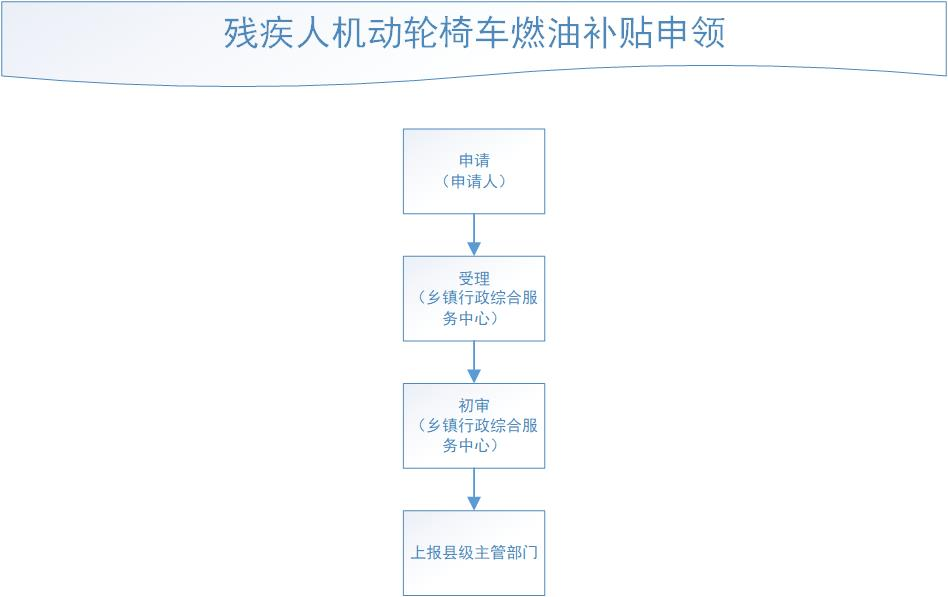 残疾人机动轮椅车燃油补贴申领
申请
（申请人）
受理
（乡镇行政综合服
务中心）
初审
（乡镇行政综合服
务中心）
上报县级主管部门